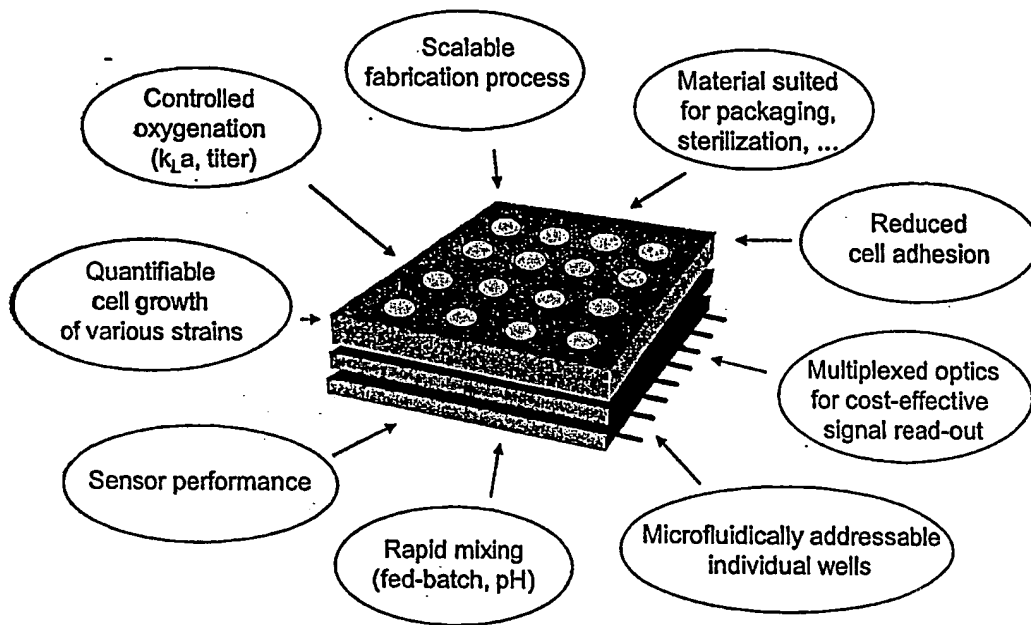 Scalable
fabrication process
Material suited
for packaging,
sterilization, ...
Controlled
oxygenation
(kLa, titer)
Reduced
cell adhesion
Quantifiable
cell growth
of various strains
Multiplexed optics
for cost-effective
signal read-out
Sensor performance
Rapid mixing
(fed-batch, pH)
Microfluidically addressable
individual wells